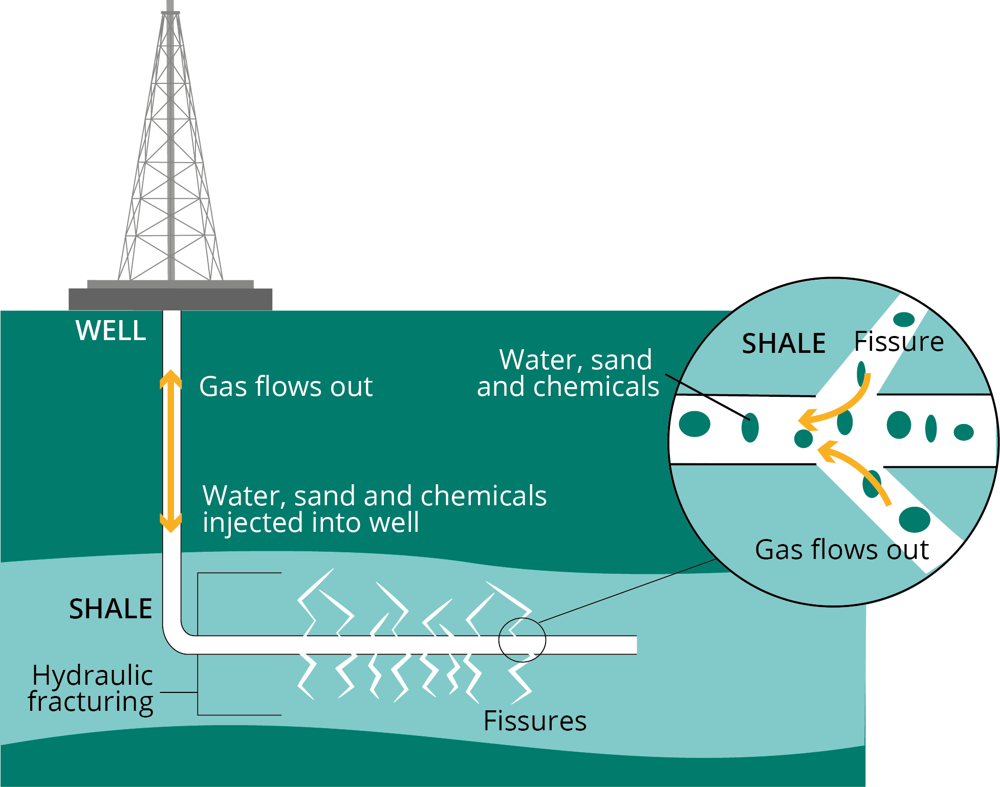 WELL
Gas flows out
Water, sand and chemicals
injected into well
SHALE
Hydraulic
fracturing
Fissures
Water, sand
and chemicals
SHALE
Fissure
Gas flows out